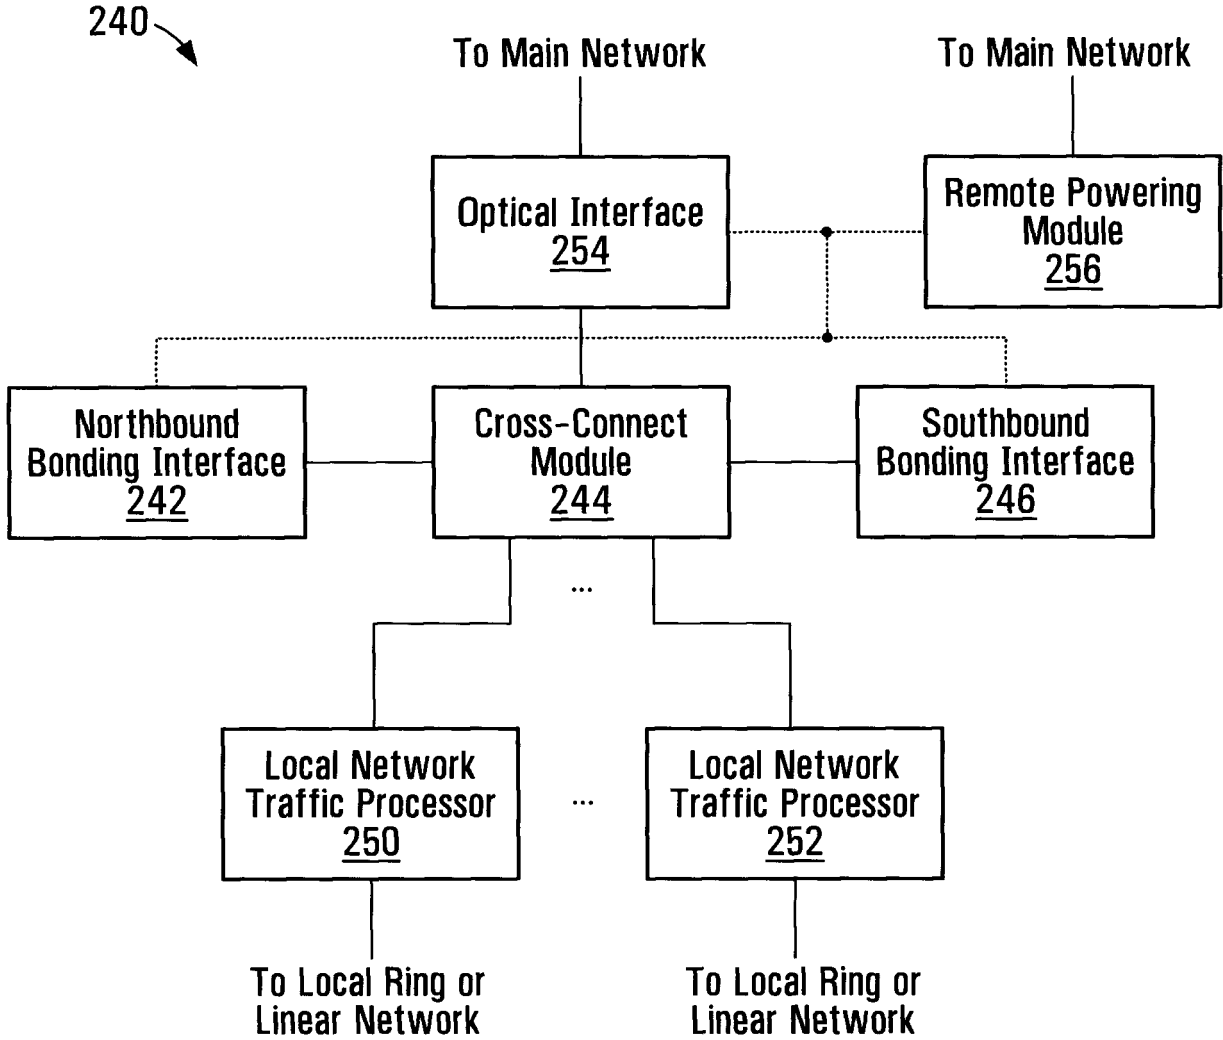 240
To Main Network
To Main Network
Optical Interface
254
Remote Powering
Module
256
Northbound
Bonding Interface
242
Cross-Connect
Module
244
Southbound
Bonding Interface
246
...
Local Network
Traffic Processor
250
...
Local Network
Traffic Processor
252
To Local Ring or
Linear Network
To Local Ring or
Linear Network